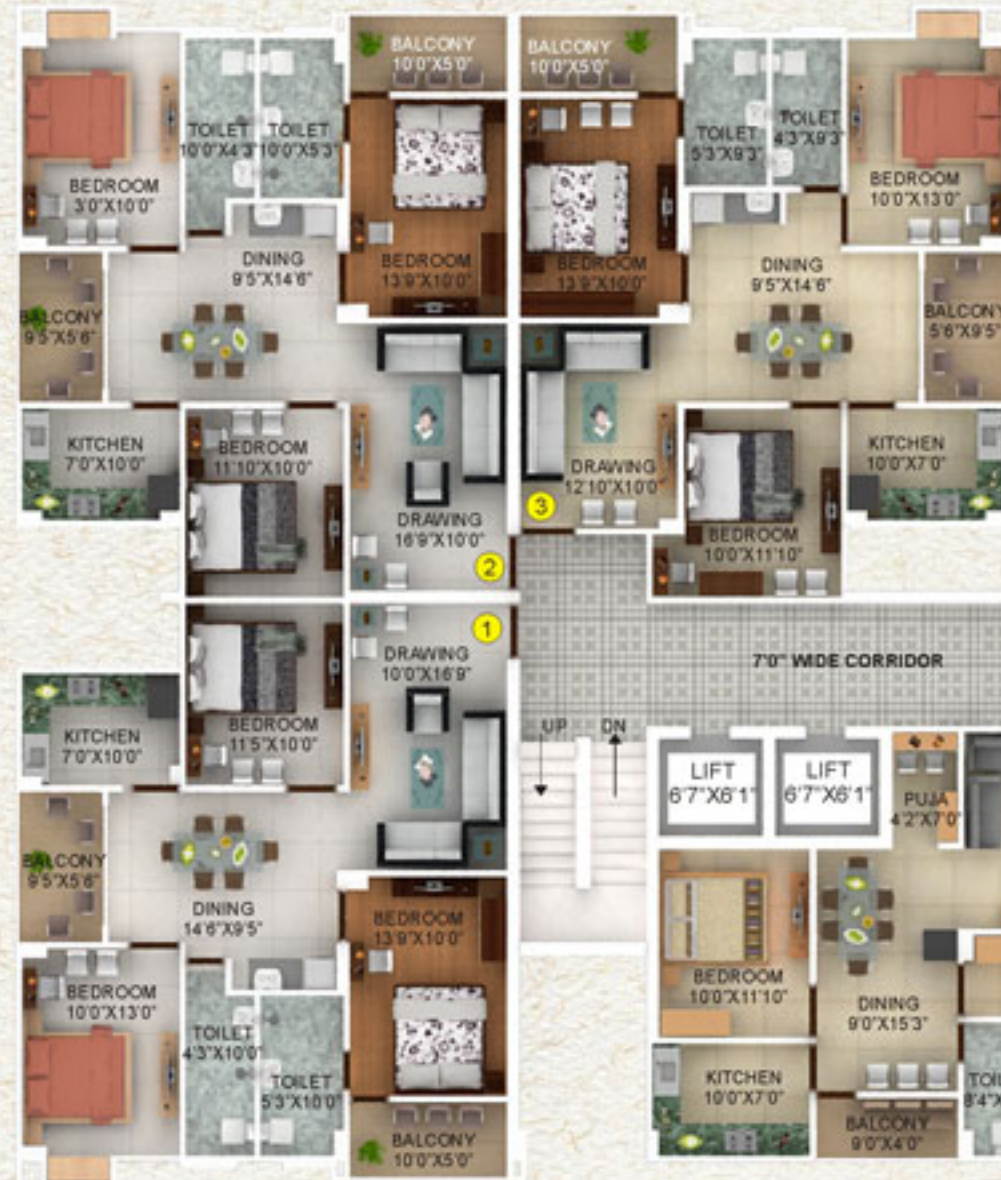 BALCONY
10'0"X5'0"
BALCONY
10'0"X5'0"
TOILET
10'0"X4'3"
TOILET
10'0"X5'3"
TOILET
5'3"X9'3"
TOILET
4'3"X9'3"
BEDROOM
3'0"X10'0"
BEDROOM
10'0"X13'0"
DINING
9'5"X14'6"
BEDROOM
13'9"X10'0"
BEDROOM
13'9"X10'0"
DINING
9'5"X14'6"
BALCONY
9'5"X5'6"
BALCONY
5'6"X9'5"
KITCHEN
7'0"X10'0"
BEDROOM
11'10"X10'0"
DRAWING
12'10"X10'0"
KITCHEN
10'0"X7'0"
3
DRAWING
16'9"X10'0"
BEDROOM
10'0"X11'10"
2
1
DRAWING
10'0"X16'9"
7'0" WIDE CORRIDOR
KITCHEN
7'0"X10'0"
BEDROOM
11'5"X10'0"
UP
DN
LIFT
6'7"X6'1"
LIFT
6'7"X6'1"
PUJA
4'2"X7'0"
BALCONY
9'5"X5'6"
DINING
14'6"X9'5"
BEDROOM
13'9"X10'0"
BEDROOM
10'0"X13'0"
BEDROOM
10'0"X11'10"
DINING
9'0"X15'3"
TOILET
4'3"X10'0"
TOILET
5'3"X10'0"
KITCHEN
10'0"X7'0"
BALCONY
10'0"X5'0"
BALCONY
9'0"X4'0"